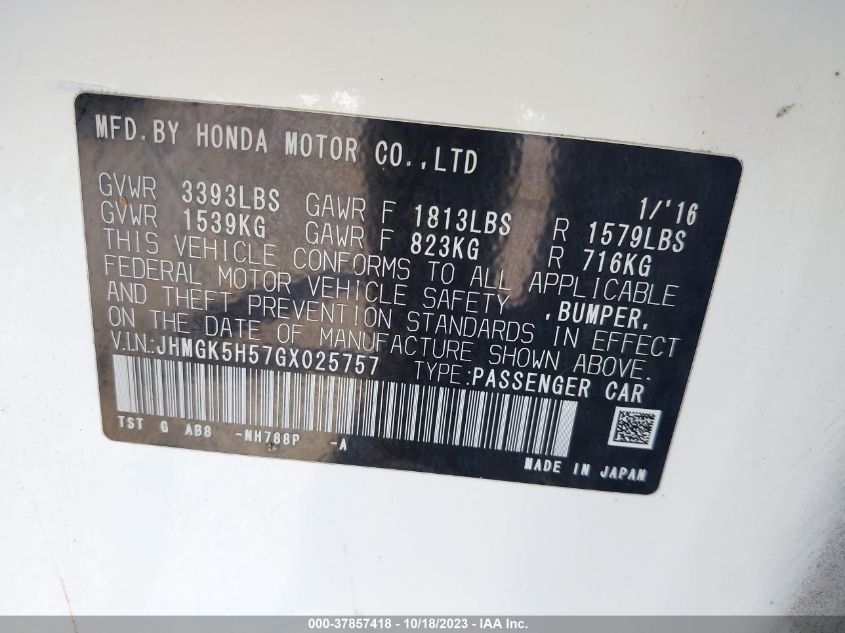 MFD.BY HONDA MOTOR CO.,LTD
1/'16
GVWR 3393LBS GAWR F 1813LBS R 1579LBS
GVWR 1539KG GAWR F 823KG R 716KG
THIS VEHICLE CONFORMS TO ALL APPLICABLE
FEDERAL MOTOR VEHICLE SAFETY ,BUMPER,
AND THEFT PREVENTION STANDARDS IN EFFECT
ON THE DATE OF MANUFACTURE SHOWN ABOVE.
V.I.N.:JHMGK5H57GX025757 TYPE:PASSENGER CAR
TST G AB8 -NH788P -A
MADE IN JAPAN
000-37857418 - 10/18/2023 - IAA Inc.